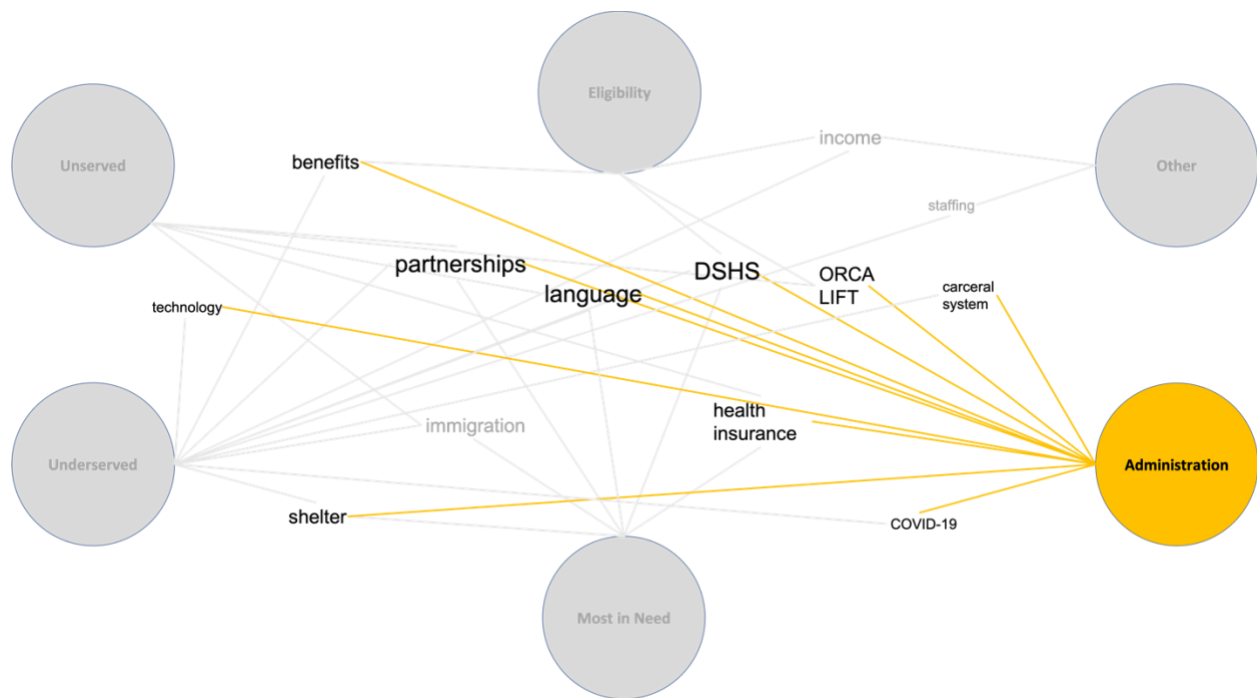 Eligibility
income
Unserved
benefits
Other
staffing
partnerships
DSHS
ORCA
LIFT
language
carceral
system
technology
health
insurance
immigration
Underserved
Administration
shelter
COVID-19
Most in Need